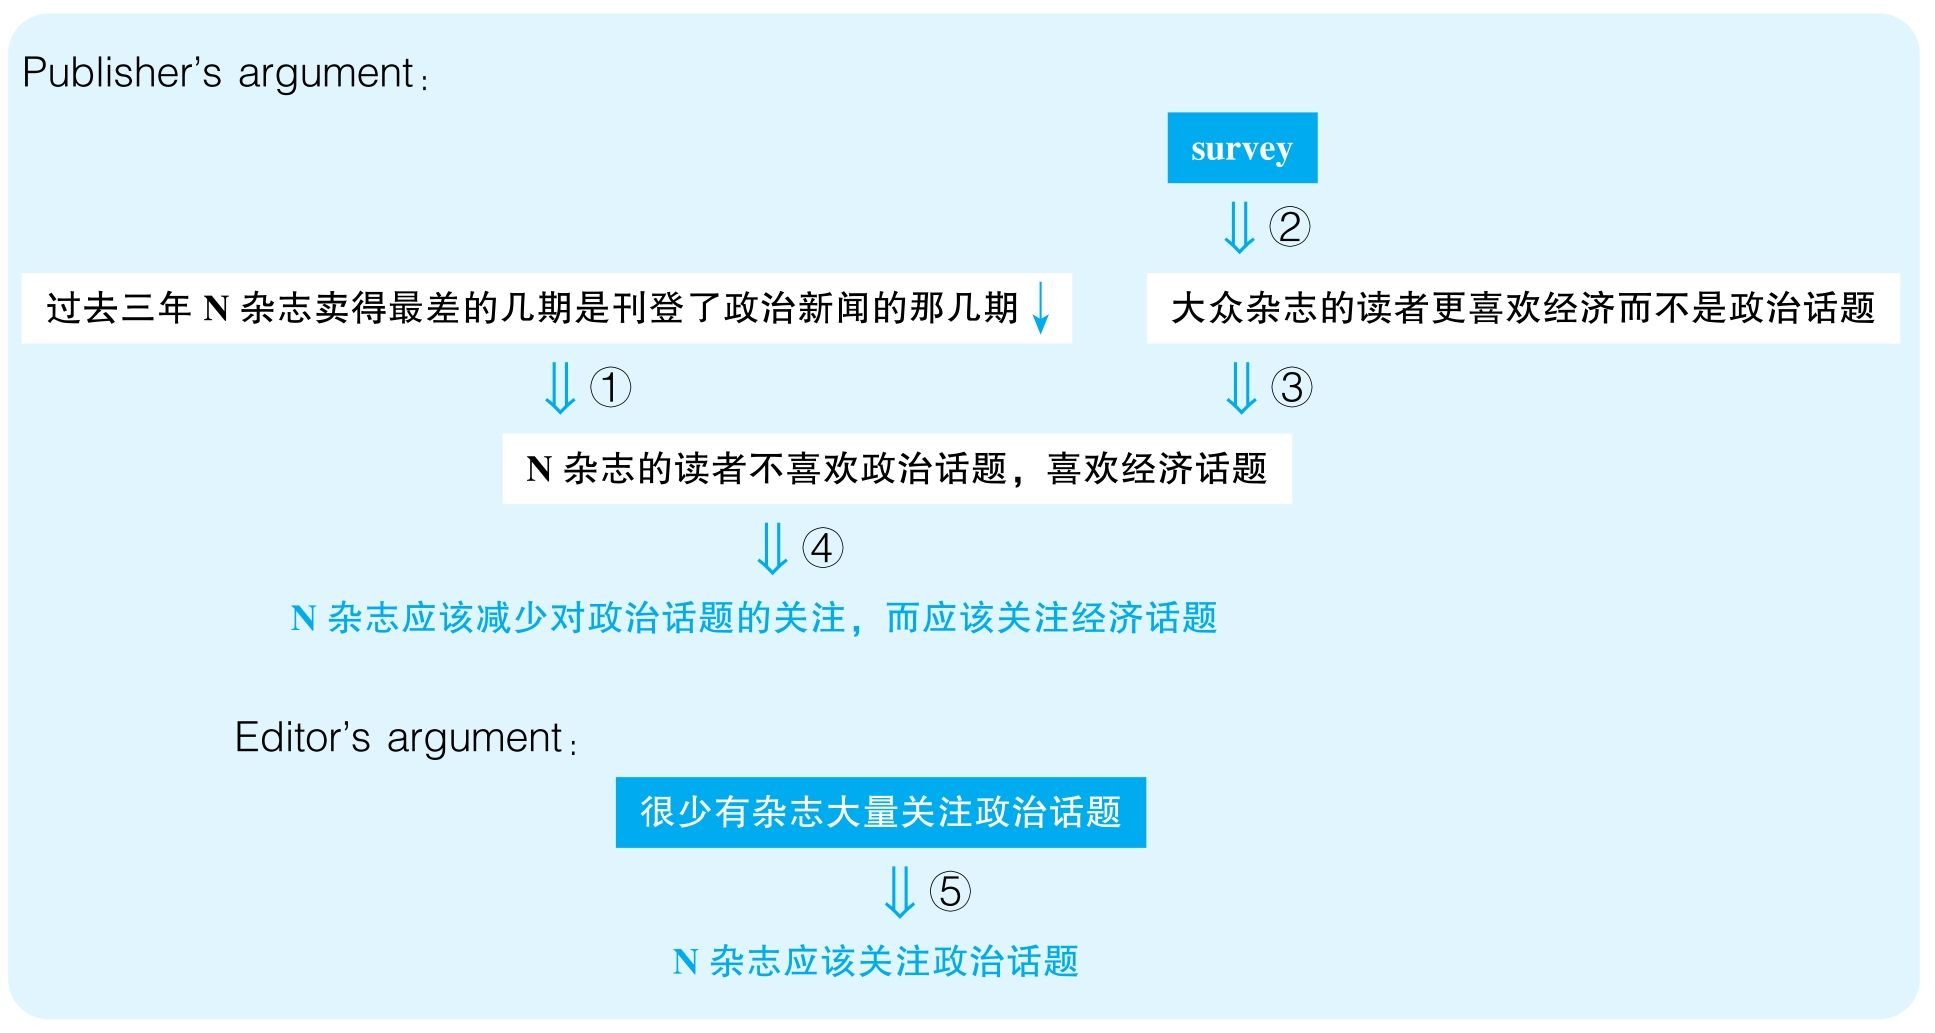 Publisher's argument:
survey
②
过去三年 N 杂志卖得最差的几期是刊登了政治新闻的那几期↓
大众杂志的读者更喜欢经济而不是政治话题
①
③
N 杂志的读者不喜欢政治话题，喜欢经济话题
④
N 杂志应该减少对政治话题的关注，而应该关注经济话题
Editor's argument:
很少有杂志大量关注政治话题
⑤
N 杂志应该关注政治话题